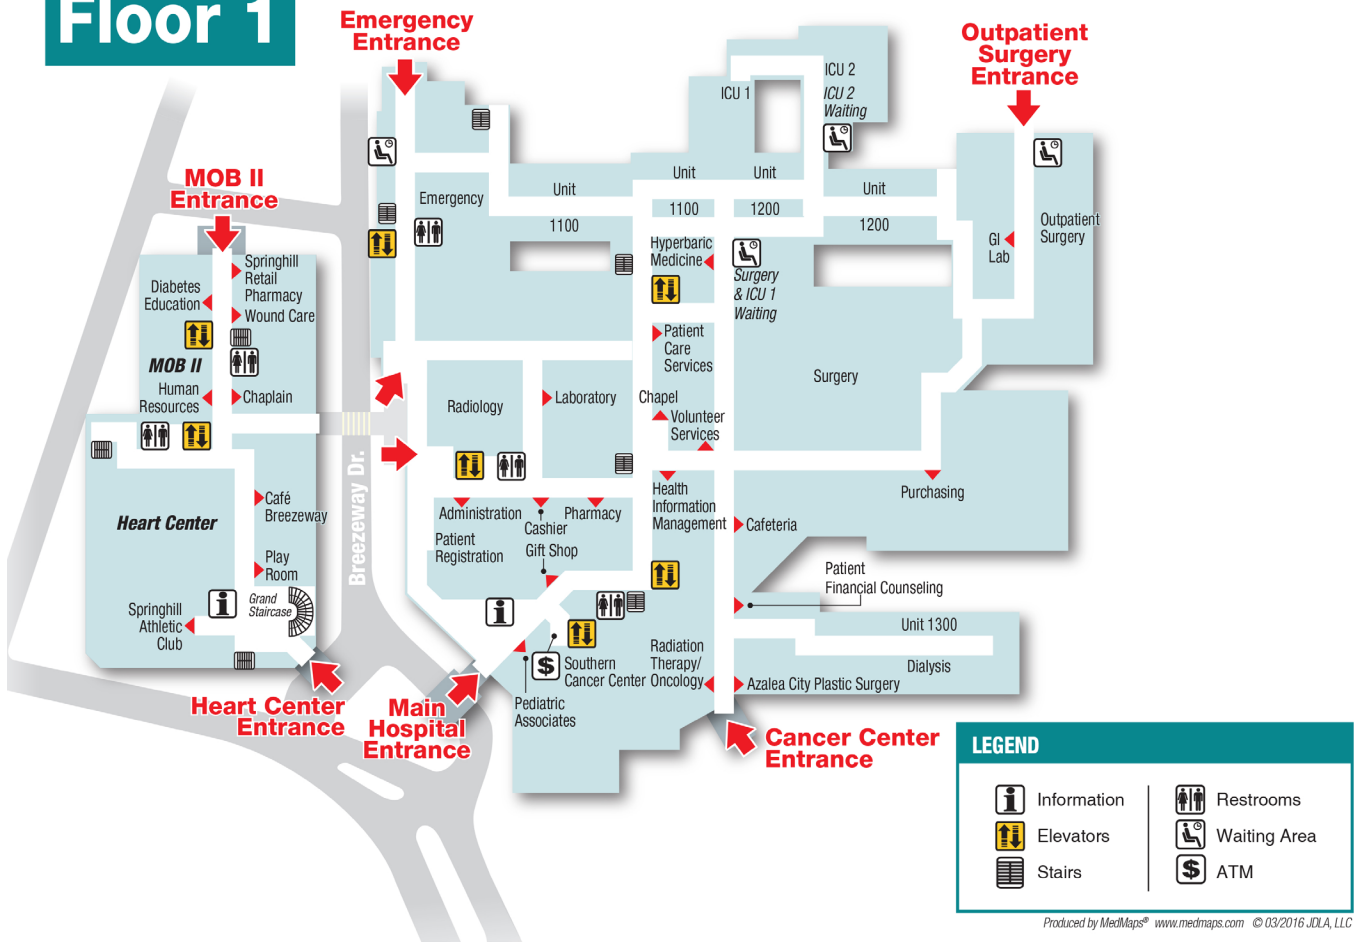 Floor 1
Emergency
Entrance
Outpatient
Surgery
Entrance
MOB II
Entrance
ICU 2
ICU 1
ICU 2
Waiting
Emergency
Unit
1100
Unit
1100
Unit
1200
Unit
1200
GI
Lab
Outpatient
Surgery
Hyperbaric
Medicine
Surgery
& ICU 1
Waiting
Springhill
Retail
Pharmacy
Diabetes
Education
Wound Care
MOB II
Human
Resources
Chaplain
Patient
Care
Services
Surgery
Radiology
Laboratory
Chapel
Volunteer
Services
Breezeway Dr.
Heart Center
Café
Breezeway
Play
Room
Grand
Staircase
Springhill
Athletic
Club
Administration
Cashier
Pharmacy
Patient
Registration
Gift Shop
Health
Information
Management
Cafeteria
Purchasing
Patient
Financial Counseling
Unit 1300
Dialysis
Radiation
Therapy/
Oncology
Azalea City Plastic Surgery
Southern
Cancer Center
Pediatric
Associates
$
Heart Center
Entrance
Main
Hospital
Entrance
Cancer Center
Entrance
LEGEND
Information
Elevators
Stairs
Restrooms
Waiting Area
$ ATM
Produced by MedMaps® www.medmaps.com © 03/2016 JDLA, LLC